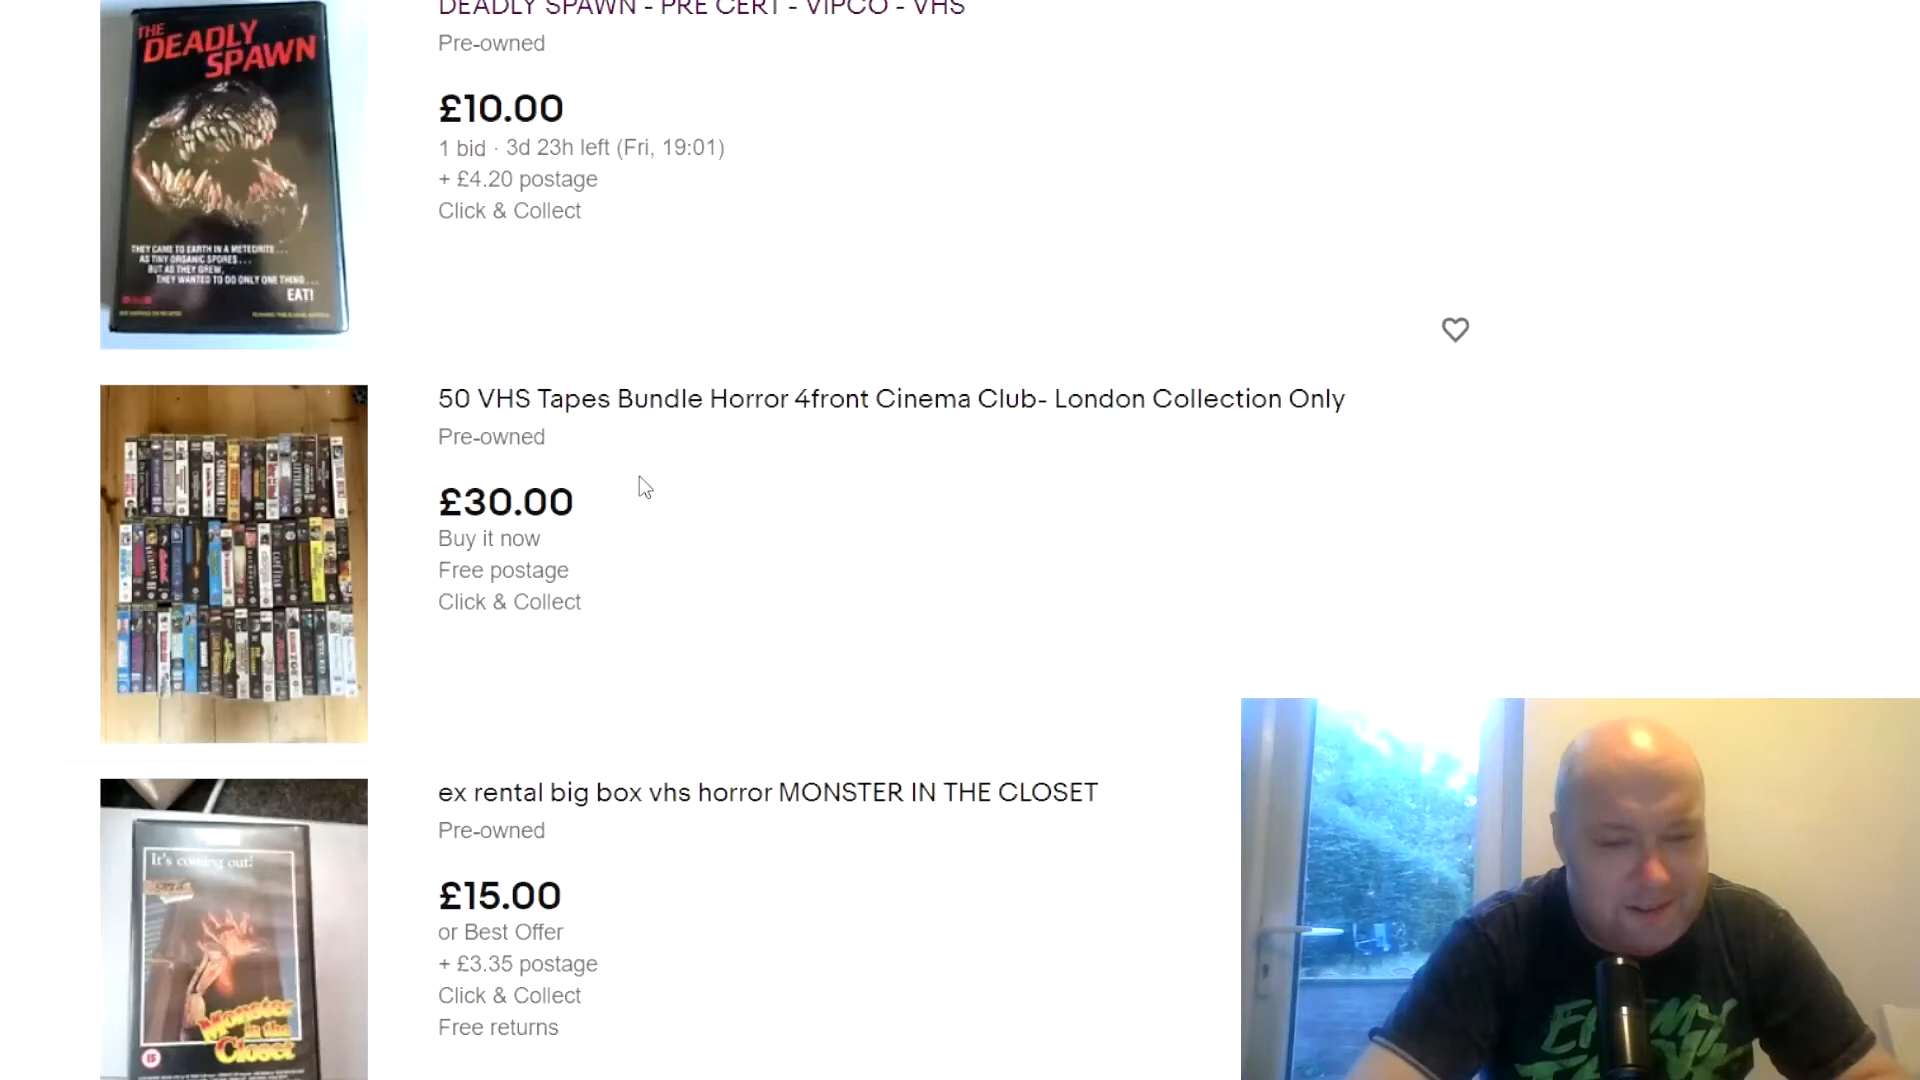 DEADLY SPAWN - PRE CERT - VIPCO - VHS
Pre-owned
£10.00
1 bid · 3d 23h left (Fri, 19:01)
+ £4.20 postage
Click & Collect
THE
DEADLY
SPAWN
THEY CAME TO EARTH IN A METEORITE...
AS TINY ORGANIC SPORES...
BUT AS THEY GREW,
THEY WANTED TO DO ONLY ONE THING...
EAT!
50 VHS Tapes Bundle Horror 4front Cinema Club- London Collection Only
Pre-owned
£30.00
Buy it now
Free postage
Click & Collect
ex rental big box vhs horror MONSTER IN THE CLOSET
Pre-owned
£15.00
or Best Offer
+ £3.35 postage
Click & Collect
Free returns
It's coming out!
Monster
in the
Closet
15